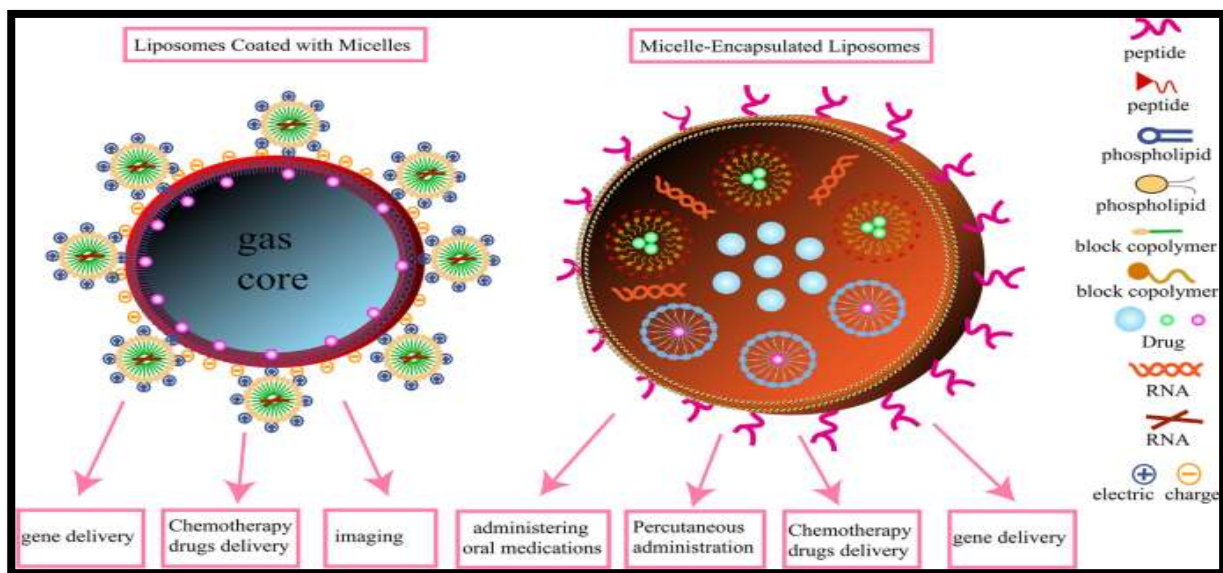 Liposomes Coated with Micelles
Micelle-Encapsulated Liposomes
gas
core
peptide
peptide
phospholipid
phospholipid
block copolymer
block copolymer
Drug
RNA
RNA
electric charge
gene delivery
Chemotherapy
drugs delivery
imaging
administering
oral medications
Percutaneous
administration
Chemotherapy
drugs delivery
gene delivery